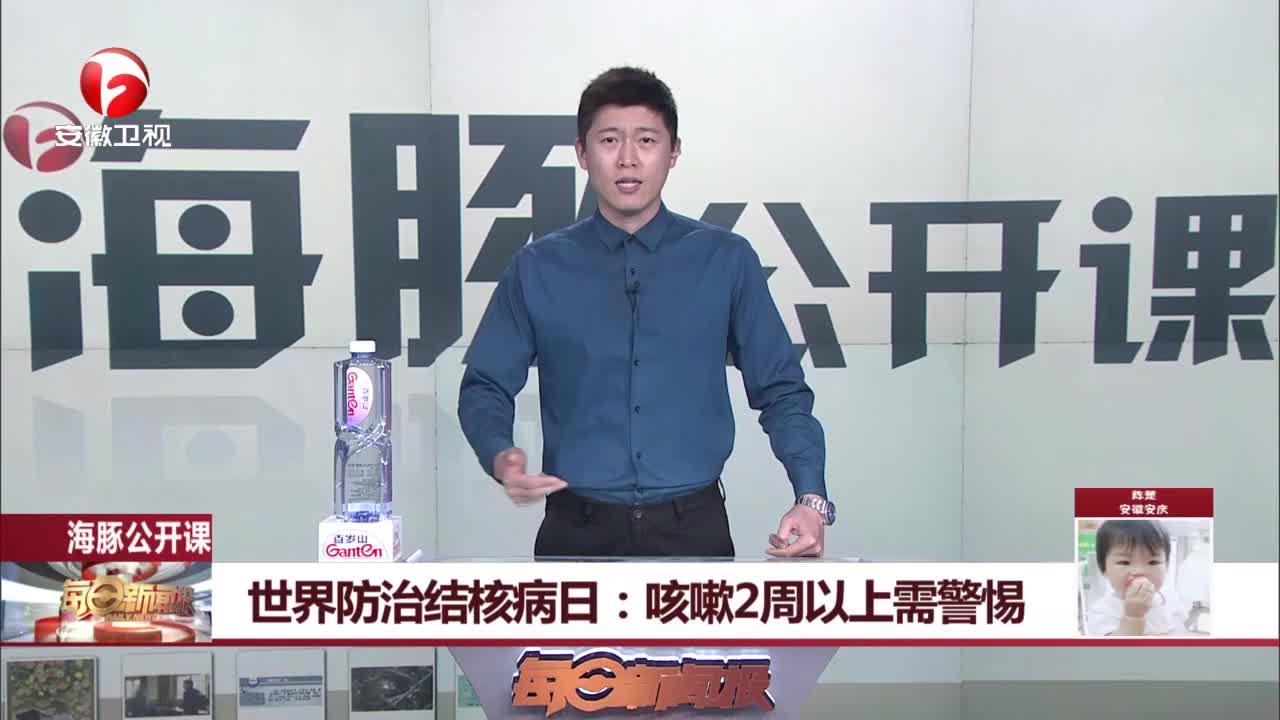 安徽卫视
海豚公开课
百岁山
Ganten
百岁山
Ganten
海豚公开课
每日新闻报
DAILY NEWS
世界防治结核病日：咳嗽2周以上需警惕
陈楚
安徽安庆
每日新闻报